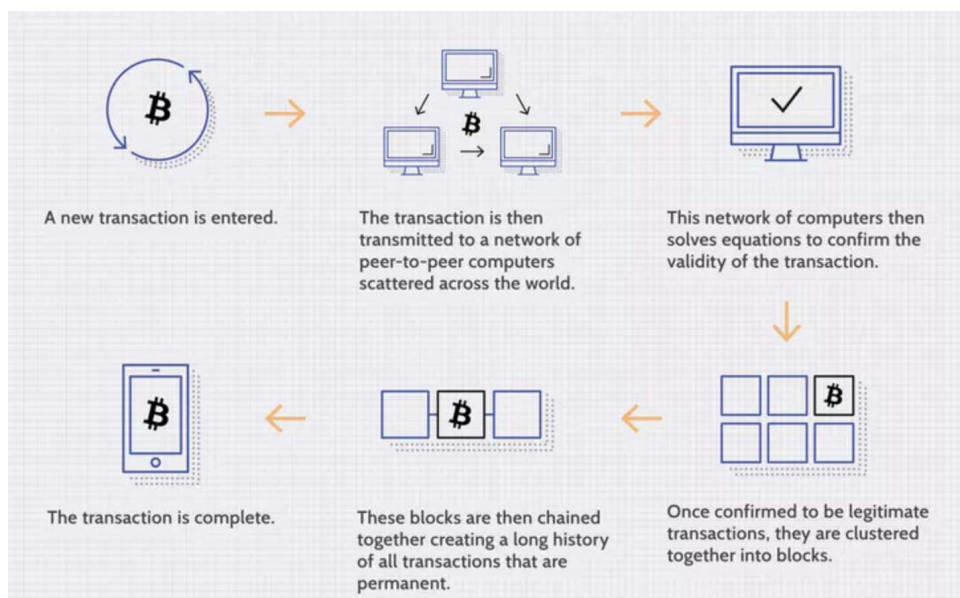 A new transaction is entered.
The transaction is then
transmitted to a network of
peer-to-peer computers
scattered across the world.
This network of computers then
solves equations to confirm the
validity of the transaction.
Once confirmed to be legitimate
transactions, they are clustered
together into blocks.
These blocks are then chained
together creating a long history
of all transactions that are
permanent.
The transaction is complete.